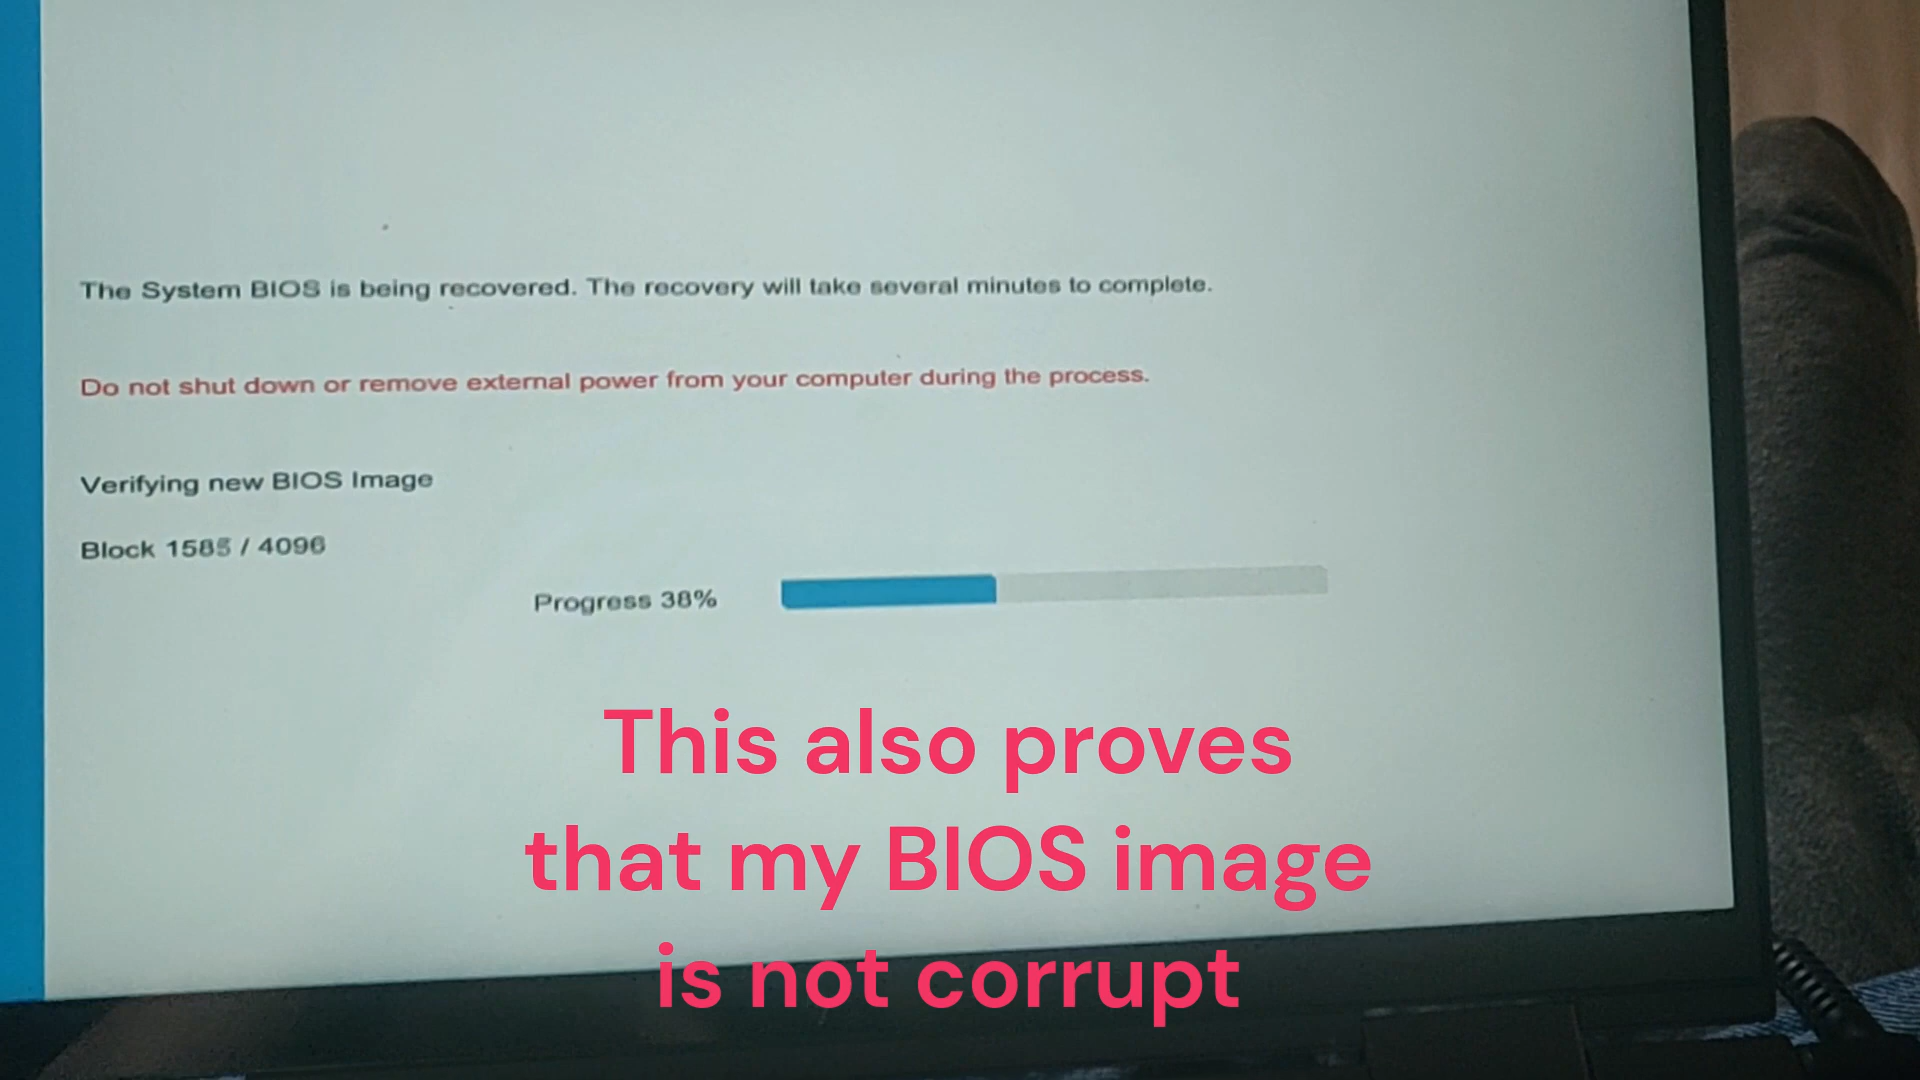 The System BIOS is being recovered. The recovery will take several minutes to complete.
Do not shut down or remove external power from your computer during the process.
Verifying new BIOS Image
Block 1585 / 4096
Progress 38%
This also proves
that my BIOS image
is not corrupt